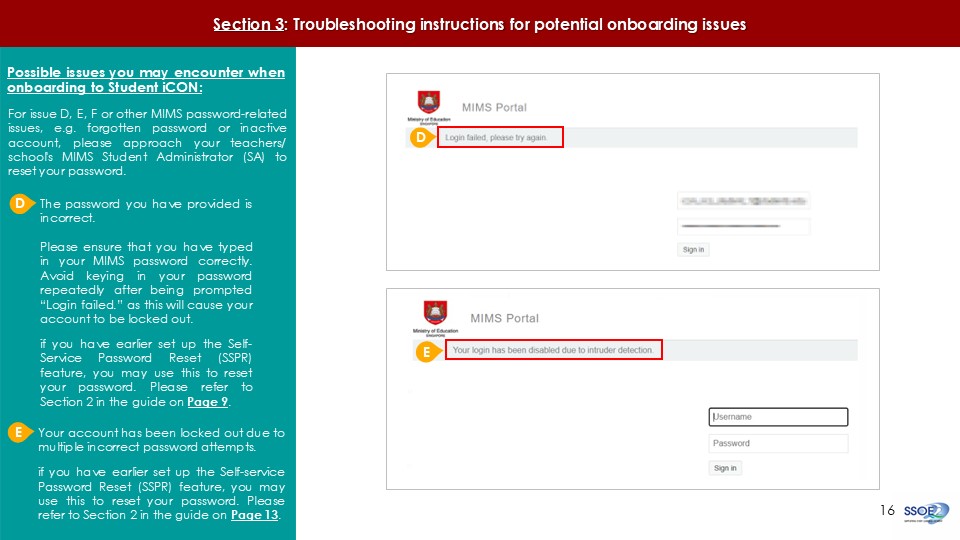 Section 3: Troubleshooting instructions for potential onboarding issues
Possible issues you may encounter when
onboarding to Student iCON:
For issue D, E, F or other MIMS password-related
issues, e.g. forgotten password or inactive
account, please approach your teachers/
school's MIMS Student Administrator (SA) to
reset your password.
D
The password you have provided is
incorrect.
Please ensure that you have typed
in your MIMS password correctly.
Avoid keying in your password
repeatedly after being prompted
“Login failed.” as this will cause your
account to be locked out.
if you have earlier set up the Self-
Service Password Reset (SSPR)
feature, you may use this to reset
your password. Please refer to
Section 2 in the guide on Page 9.
E
Your account has been locked out due to
multiple incorrect password attempts.
if you have earlier set up the Self-service
Password Reset (SSPR) feature, you may
use this to reset your password. Please
refer to Section 2 in the guide on Page 13.
Ministry of Education
SINGAPORE
MIMS Portal
D
Login failed, please try again.
Sign in
Ministry of Education
SINGAPORE
MIMS Portal
E
Your login has been disabled due to intruder detection.
Username
Password
Sign in
16
SSOE2